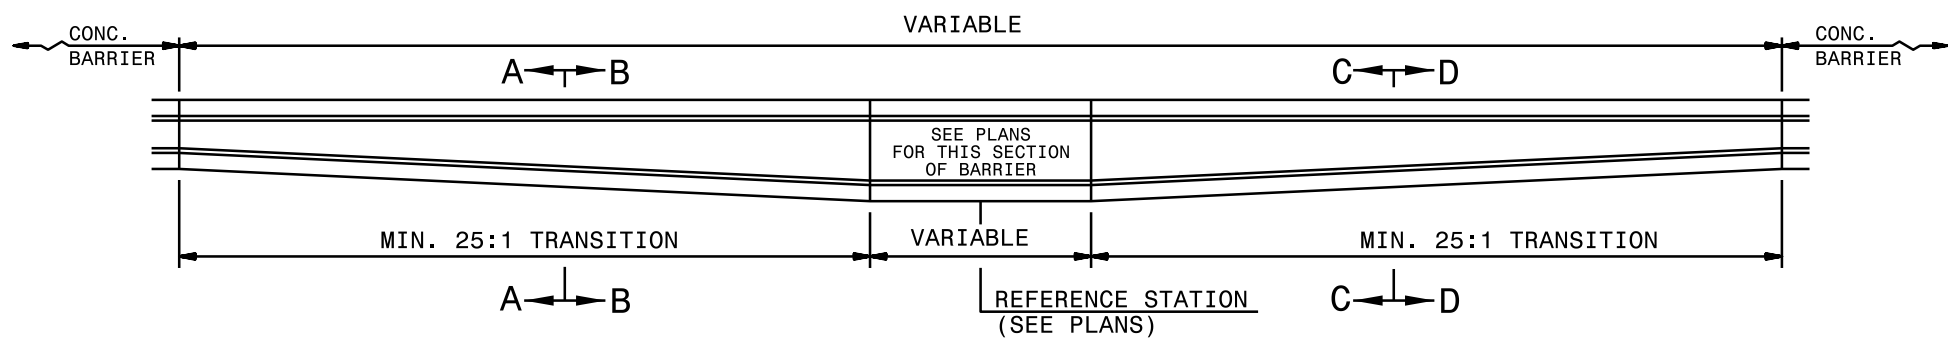 VARIABLE
CONC.
BARRIER
CONC.
BARRIER
A B
C D
SEE PLANS
FOR THIS SECTION
OF BARRIER
MIN. 25:1 TRANSITION
VARIABLE
MIN. 25:1 TRANSITION
A B
REFERENCE STATION
(SEE PLANS)
C D